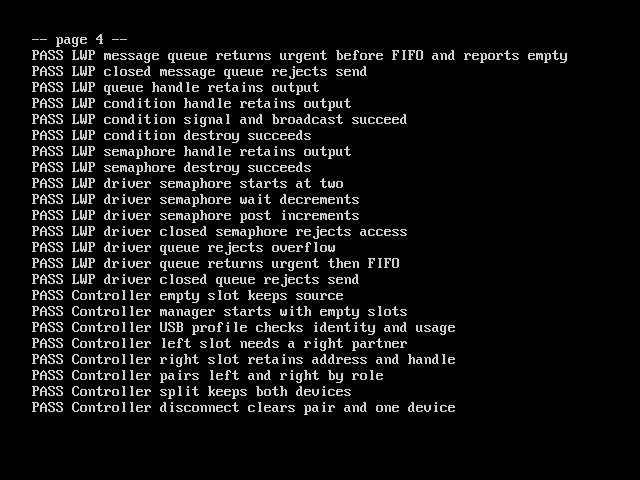 -- page 4 --
PASS LWP message queue returns urgent before FIFO and reports empty
PASS LWP closed message queue rejects send
PASS LWP queue handle retains output
PASS LWP condition handle retains output
PASS LWP condition signal and broadcast succeed
PASS LWP condition destroy succeeds
PASS LWP semaphore handle retains output
PASS LWP semaphore destroy succeeds
PASS LWP driver semaphore starts at two
PASS LWP driver semaphore wait decrements
PASS LWP driver semaphore post increments
PASS LWP driver closed semaphore rejects access
PASS LWP driver queue rejects overflow
PASS LWP driver queue returns urgent then FIFO
PASS LWP driver closed queue rejects send
PASS Controller empty slot keeps source
PASS Controller manager starts with empty slots
PASS Controller USB profile checks identity and usage
PASS Controller left slot needs a right partner
PASS Controller right slot retains address and handle
PASS Controller pairs left and right by role
PASS Controller split keeps both devices
PASS Controller disconnect clears pair and one device